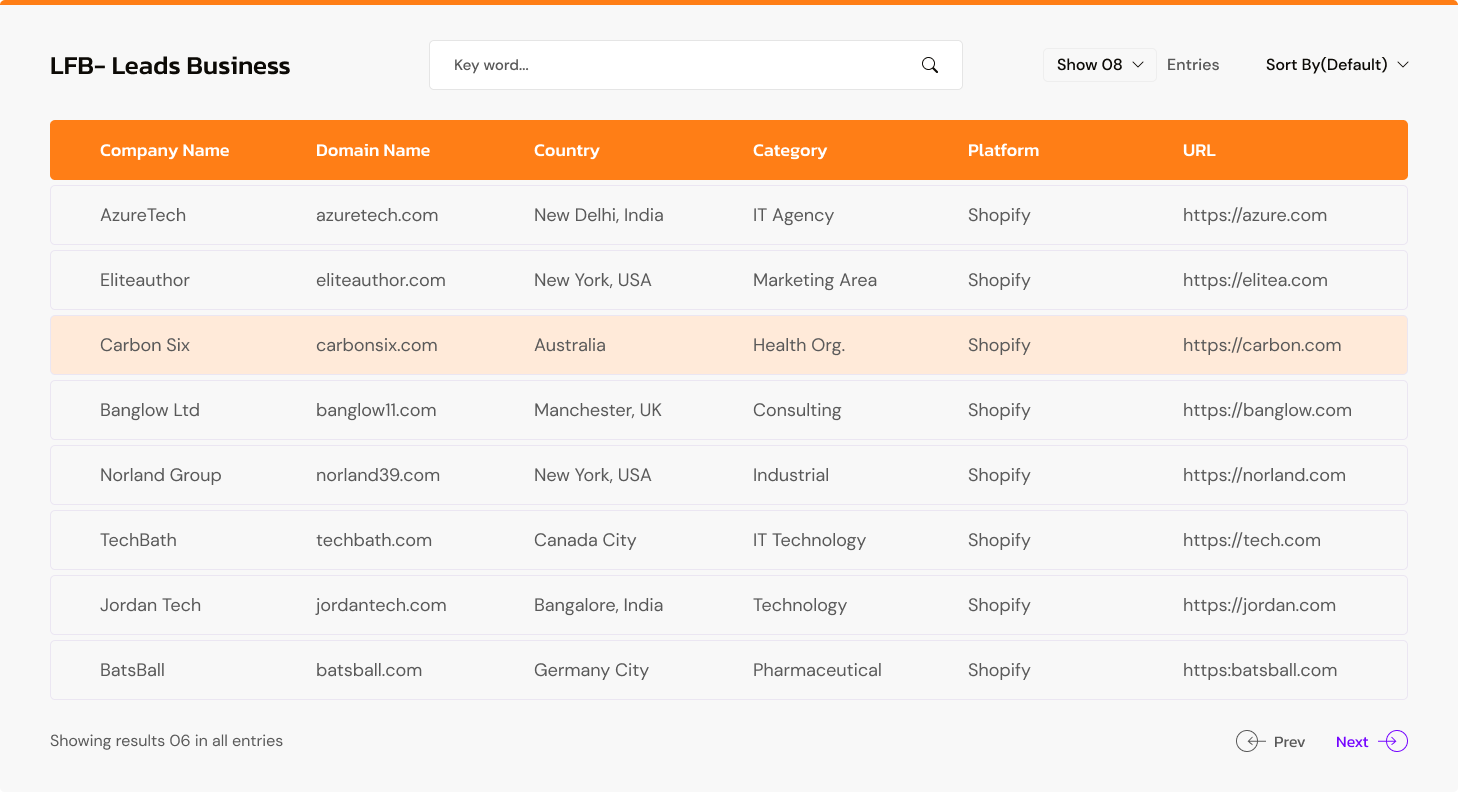 LFB- Leads Business
Key word...
Show 08
Entries
Sort By(Default)
Company Name Domain Name Country Category Platform URL
AzureTech azuretech.com New Delhi, India IT Agency Shopify https://azure.com
Eliteauthor eliteauthor.com New York, USA Marketing Area Shopify https://elitea.com
Carbon Six carbonsix.com Australia Health Org. Shopify https://carbon.com
Banglow Ltd banglow11.com Manchester, UK Consulting Shopify https://banglow.com
Norland Group norland39.com New York, USA Industrial Shopify https://norland.com
TechBath techbath.com Canada City IT Technology Shopify https://tech.com
Jordan Tech jordantech.com Bangalore, India Technology Shopify https://jordan.com
BatsBall batsball.com Germany City Pharmaceutical Shopify https:batsball.com
Showing results 06 in all entries
Prev
Next